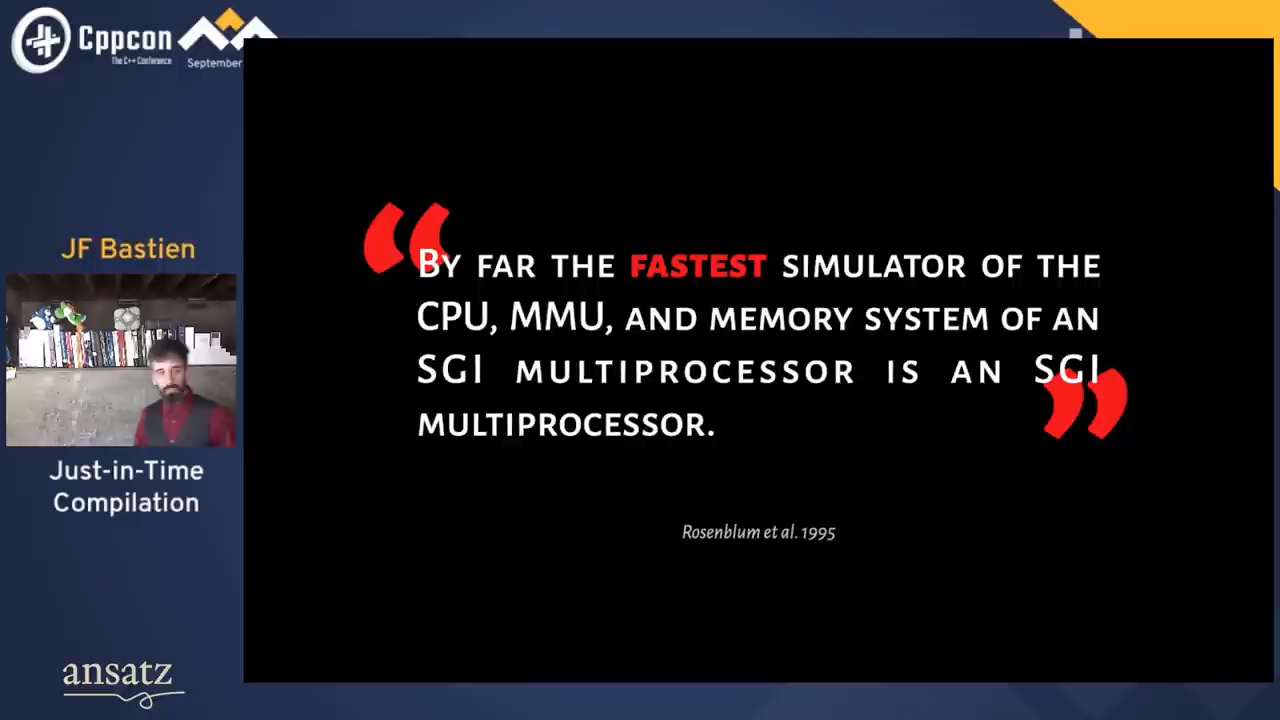 Cppcon
The C++ Conference
September
JF Bastien
Just-in-Time
Compilation
ansatz
“By far the fastest simulator of the
CPU, MMU, and memory system of an
SGI multiprocessor is an SGI
multiprocessor.”
Rosenblum et al. 1995